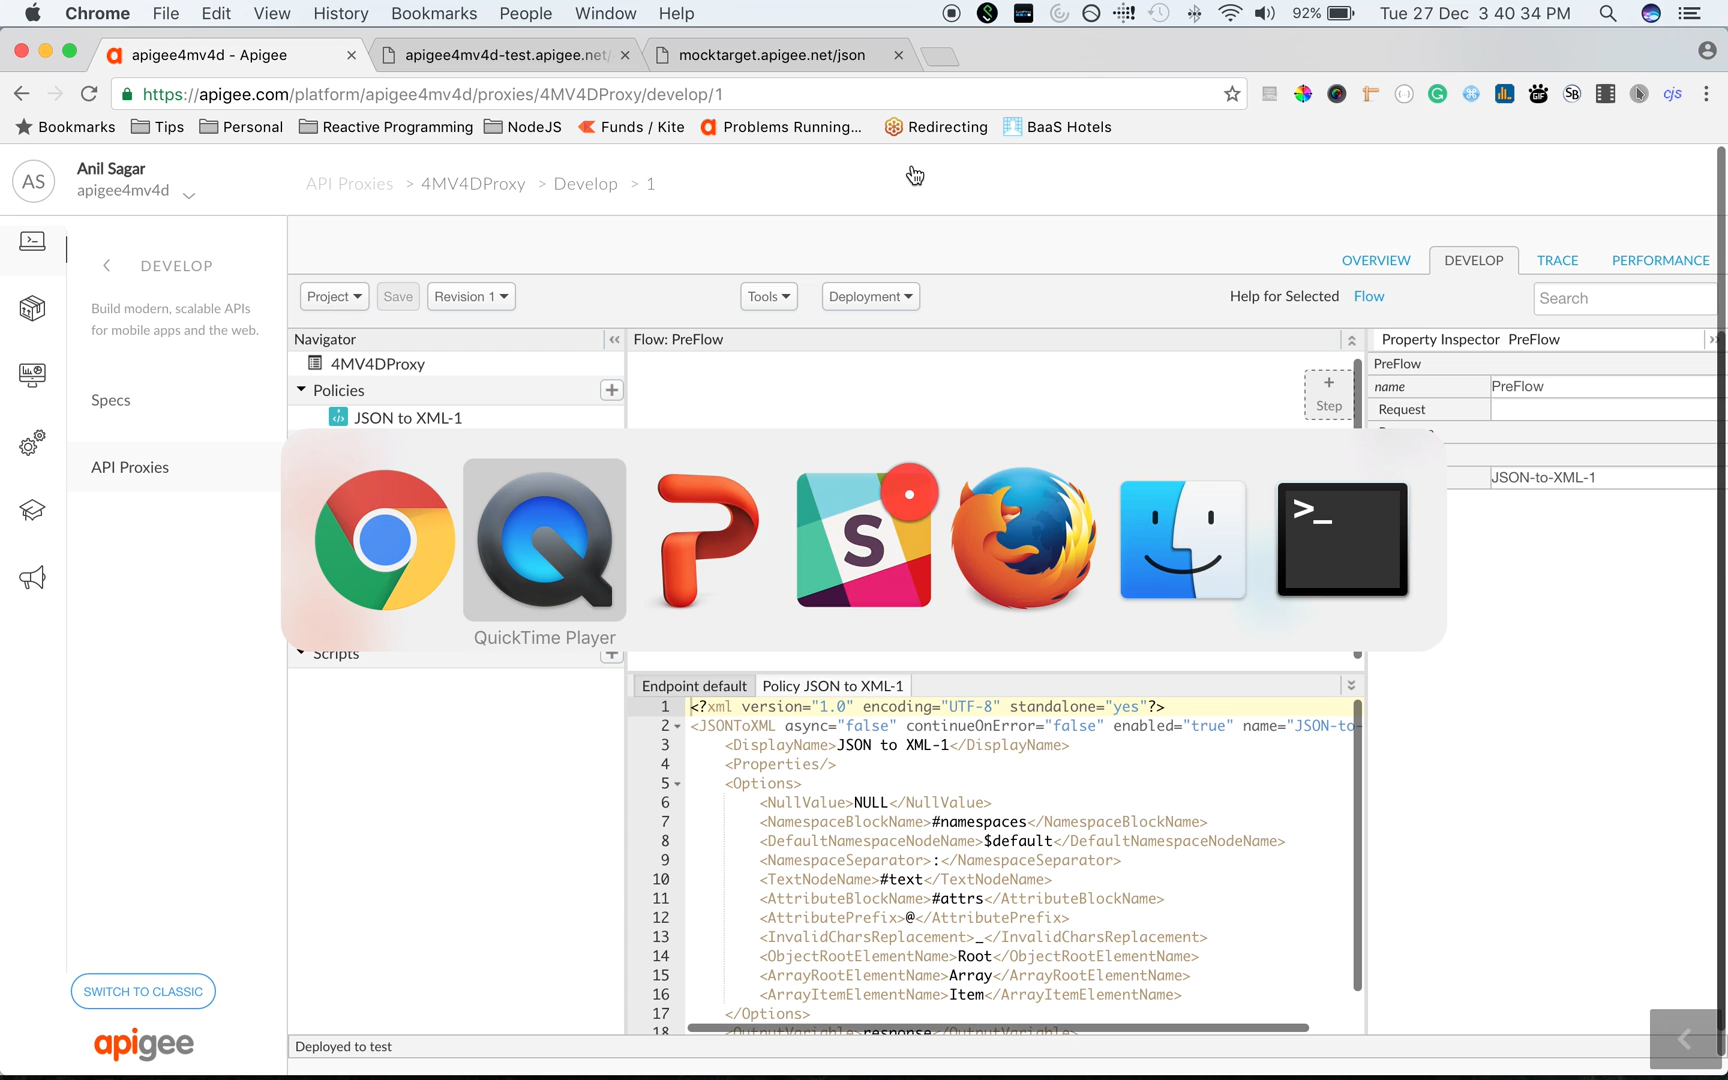 Chrome File Edit View History Bookmarks People Window Help 92% Tue 27 Dec 3 40 34 PM
apigee4mv4d - Apigee apigee4mv4d-test.apigee.net/ mocktarget.apigee.net/json
https://apigee.com/platform/apigee4mv4d/proxies/4MV4DProxy/develop/1
Bookmarks Tips Personal Reactive Programming NodeJS Funds / Kite Problems Running... Redirecting BaaS Hotels
AS
Anil Sagar
apigee4mv4d
API Proxies > 4MV4DProxy > Develop > 1
DEVELOP
Build modern, scalable APIs
for mobile apps and the web.
Specs
API Proxies
SWITCH TO CLASSIC
apigee
OVERVIEW DEVELOP TRACE PERFORMANCE
Project Save Revision 1 Tools Deployment Help for Selected Flow Search
Navigator
4MV4DProxy
Policies
JSON to XML-1
Scripts
Flow: PreFlow
+
Step
Property Inspector PreFlow
PreFlow
name PreFlow
Request
JSON-to-XML-1
QuickTime Player
Endpoint default Policy JSON to XML-1
1 <?xml version="1.0" encoding="UTF-8" standalone="yes"?>
2 <JSONToXML async="false" continueOnError="false" enabled="true" name="JSON-to-
3 <DisplayName>JSON to XML-1</DisplayName>
4 <Properties/>
5 <Options>
6 <NullValue>NULL</NullValue>
7 <NamespaceBlockName>#namespaces</NamespaceBlockName>
8 <DefaultNamespaceNodeName>$default</DefaultNamespaceNodeName>
9 <NamespaceSeparator>:</NamespaceSeparator>
10 <TextNodeName>#text</TextNodeName>
11 <AttributeBlockName>#attrs</AttributeBlockName>
12 <AttributePrefix>@</AttributePrefix>
13 <InvalidCharsReplacement>_</InvalidCharsReplacement>
14 <ObjectRootElementName>Root</ObjectRootElementName>
15 <ArrayRootElementName>Array</ArrayRootElementName>
16 <ArrayItemElementName>Item</ArrayItemElementName>
17 </Options>
18 <OutputVariable>response</OutputVariable>
Deployed to test